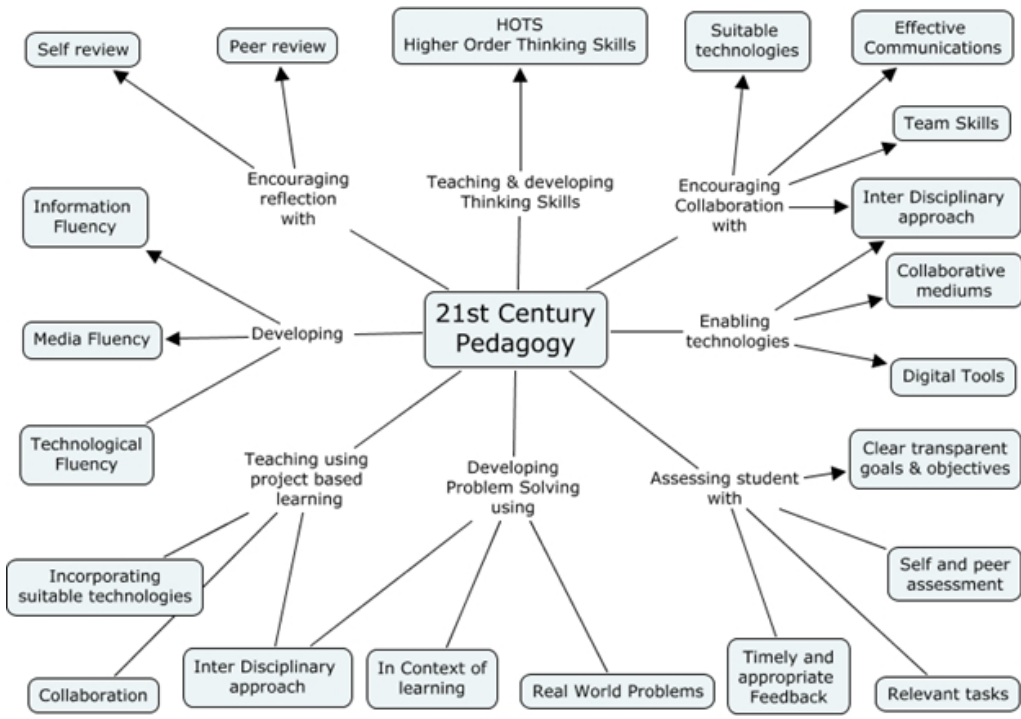 Self review
Peer review
HOTS
Higher Order Thinking Skills
Suitable
technologies
Effective
Communications
Team Skills
Encouraging
reflection
with
Teaching & developing
Thinking Skills
Encouraging
Collaboration
with
Inter Disciplinary
approach
Information
Fluency
Collaborative
mediums
21st Century
Pedagogy
Enabling
technologies
Media Fluency
Developing
Digital Tools
Technological
Fluency
Teaching using
project based
learning
Developing
Problem Solving
using
Assessing student
with
Clear transparent
goals & objectives
Incorporating
suitable technologies
Self and peer
assessment
Collaboration
Inter Disciplinary
approach
In Context of
learning
Real World Problems
Timely and
appropriate
Feedback
Relevant tasks